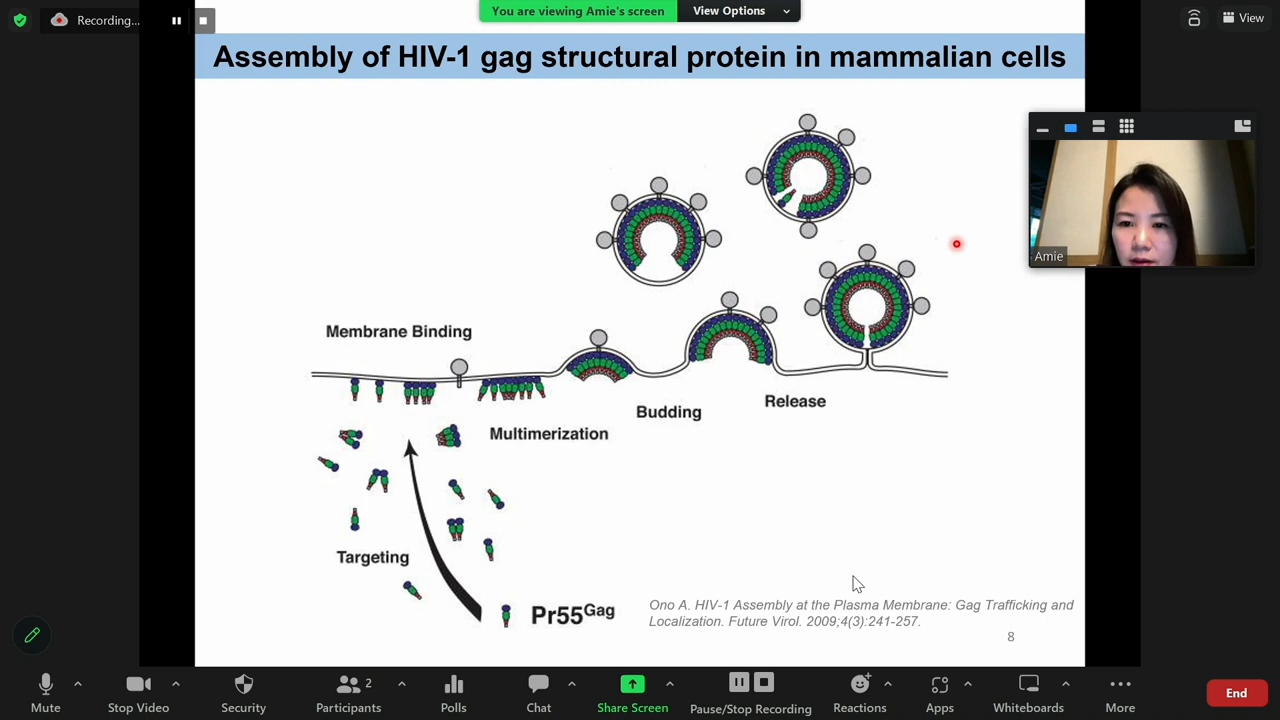 You are viewing Amie's screen
View Options
Recording...
View
Assembly of HIV-1 gag structural protein in mammalian cells
Amie
Membrane Binding
Release
Budding
Multimerization
Targeting
Pr55Gag
Ono A. HIV-1 Assembly at the Plasma Membrane: Gag Trafficking and
Localization. Future Virol. 2009;4(3):241-257.
8
Mute
Stop Video
Security
Participants
2
Polls
Chat
Share Screen
Pause/Stop Recording
Reactions
Apps
Whiteboards
More
End